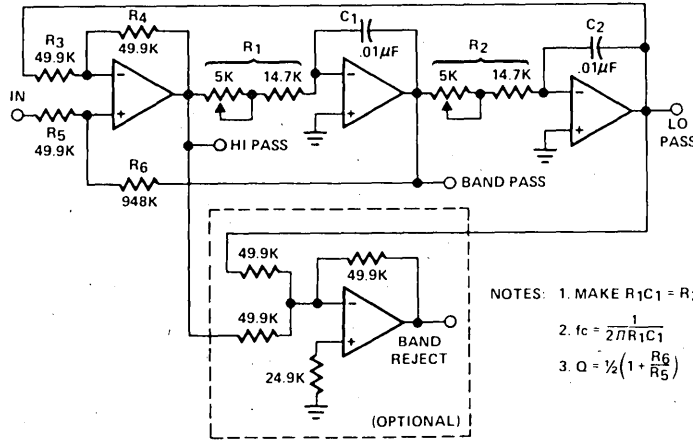 R3
49.9K
R4
49.9K
IN
R5
49.9K
R6
948K
R1
5K
14.7K
C1
.01μF
R2
5K
14.7K
C2
.01μF
HI PASS
BAND PASS
LO
PASS
49.9K
49.9K
49.9K
24.9K
BAND
REJECT
(OPTIONAL)
NOTES: 1. MAKE R1C1 = R
2. fc = 1/2ΠR1C1
3. Q = ½(1 + R6/R5)